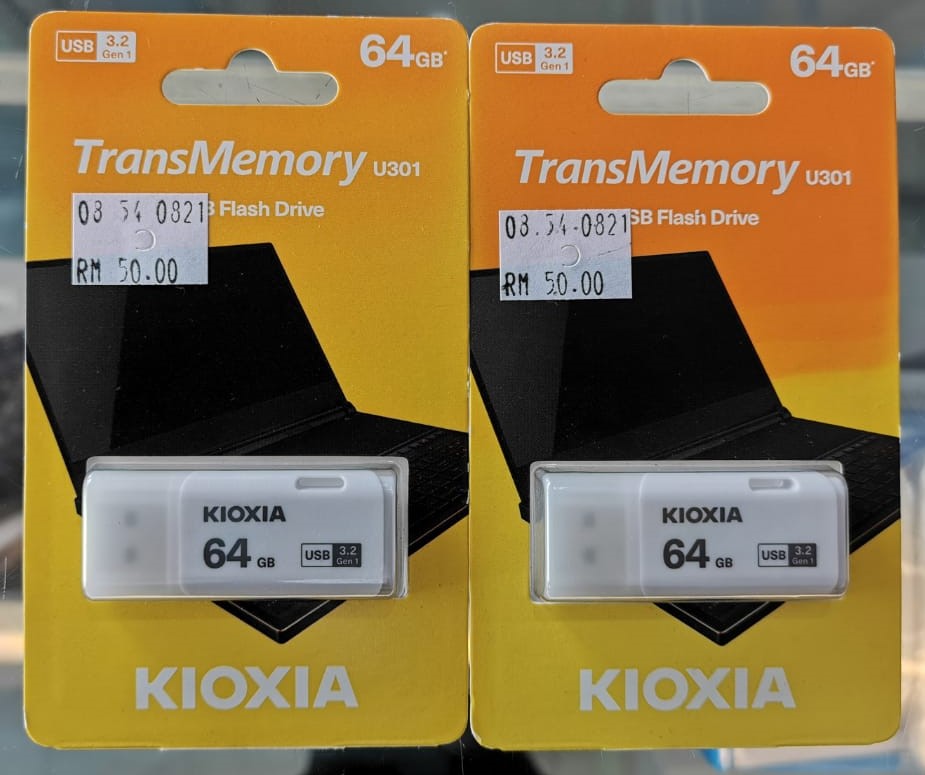 USB 3.2 Gen 1
64GB*
TransMemory U301
B Flash Drive
08 54 0821
RM 50.00
KIOXIA
64 GB
USB 3.2 Gen 1
KIOXIA
USB 3.2 Gen 1
64GB*
TransMemory U301
SB Flash Drive
08.54-0821
RM 50.00
KIOXIA
64 GB
USB 3.2 Gen 1
KIOXIA